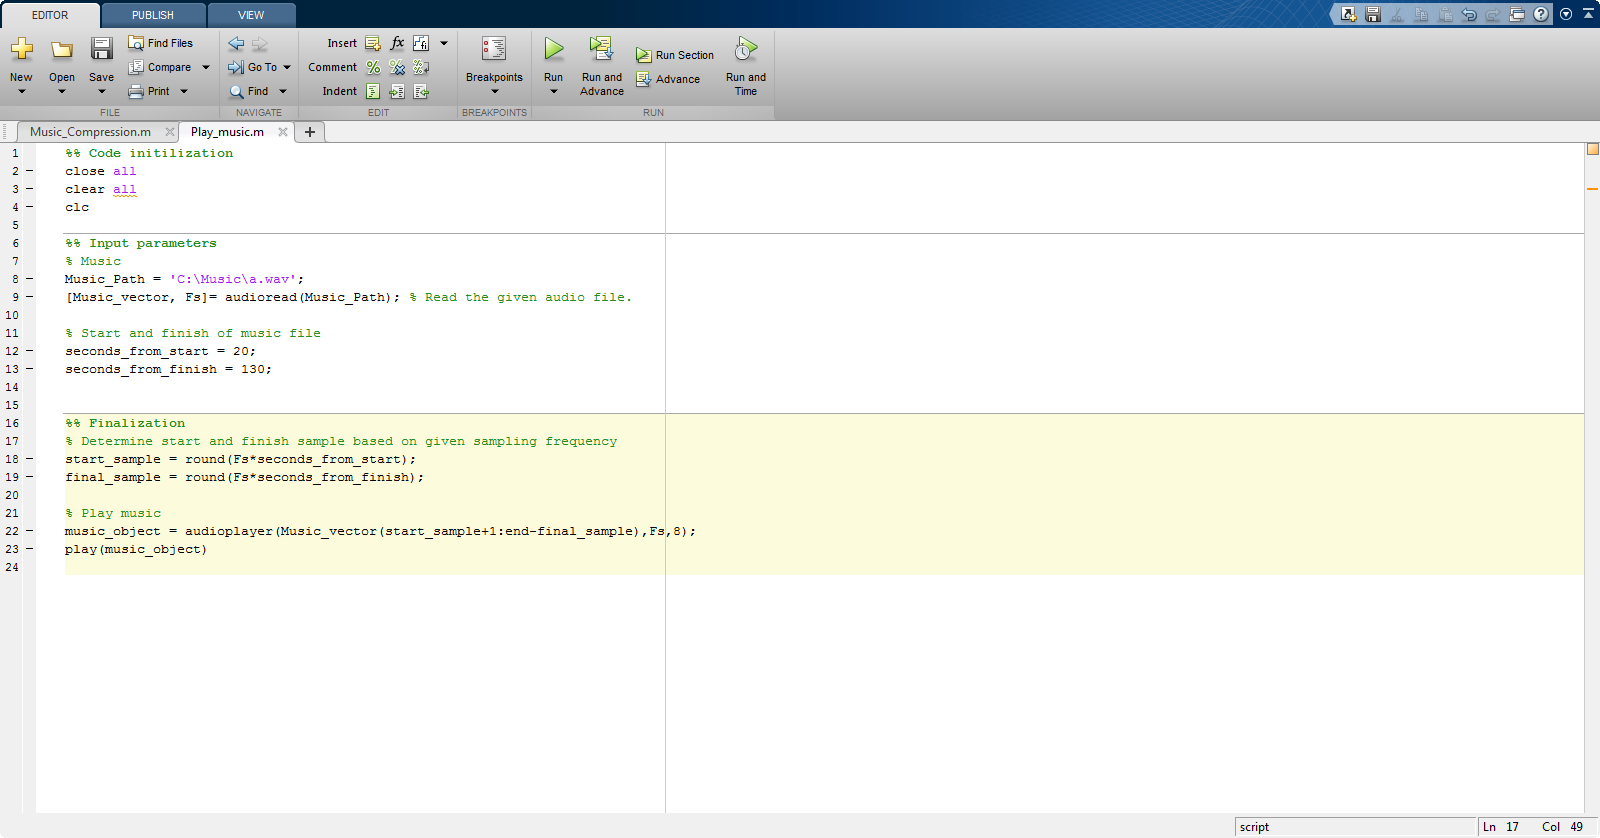 EDITOR PUBLISH VIEW
New Open Save Find Files Compare Print
Go To Find
Insert fx Comment Indent
Breakpoints
Run Run and Advance Run Section Advance Run and Time
FILE NAVIGATE EDIT BREAKPOINTS RUN
Music_Compression.m Play_music.m
1 %% Code initilization
2 close all
3 clear all
4 clc
5
6 %% Input parameters
7 % Music
8 Music_Path = 'C:\Music\a.wav';
9 [Music_vector, Fs]= audioread(Music_Path); % Read the given audio file.
10
11 % Start and finish of music file
12 seconds_from_start = 20;
13 seconds_from_finish = 130;
14
15
16 %% Finalization
17 % Determine start and finish sample based on given sampling frequency
18 start_sample = round(Fs*seconds_from_start);
19 final_sample = round(Fs*seconds_from_finish);
20
21 % Play music
22 music_object = audioplayer(Music_vector(start_sample+1:end-final_sample),Fs,8);
23 play(music_object)
24
script Ln 17 Col 49